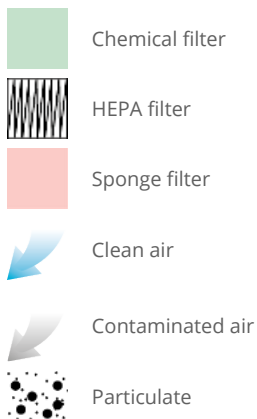 Chemical filter
HEPA filter
Sponge filter
Clean air
Contaminated air
Particulate